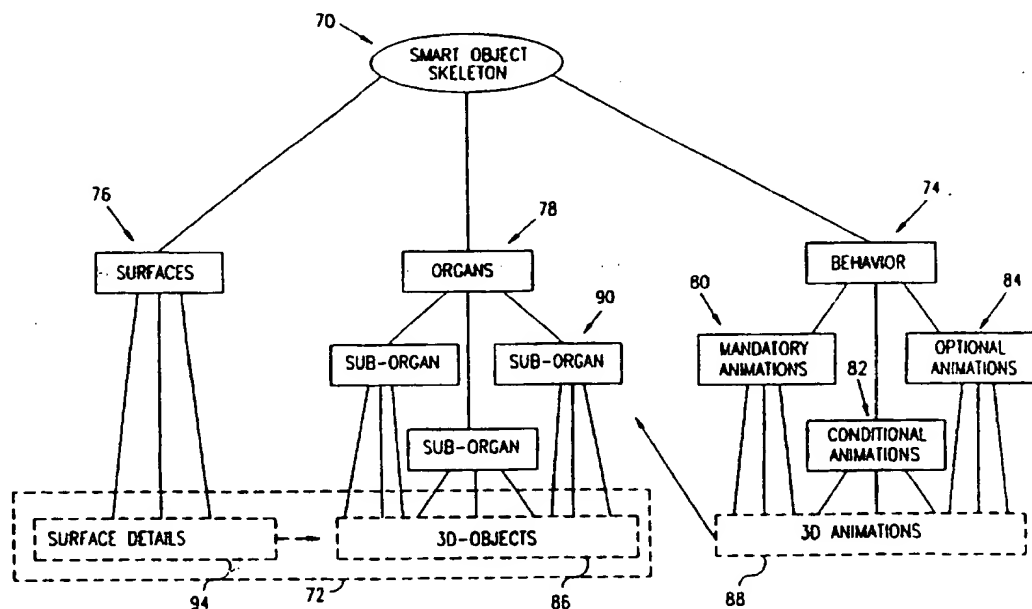 70
SMART OBJECT
SKELETON
76
78
74
SURFACES
ORGANS
BEHAVIOR
80
84
90
SUB-ORGAN
SUB-ORGAN
MANDATORY
ANIMATIONS
82
OPTIONAL
ANIMATIONS
SUB-ORGAN
CONDITIONAL
ANIMATIONS
SURFACE DETAILS
3D-OBJECTS
3D ANIMATIONS
94
72
86
88